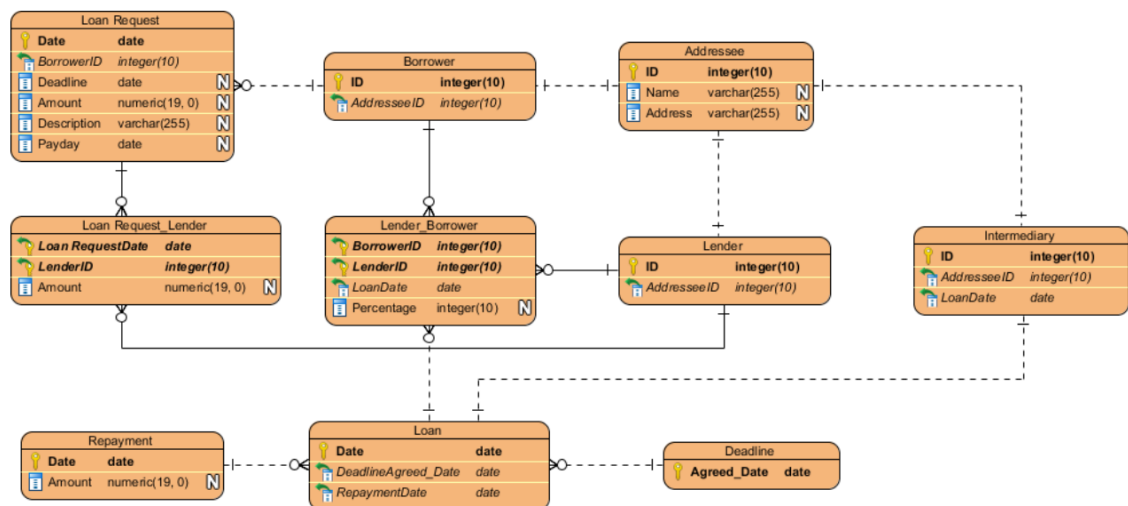 Loan Request
Date date
BorrowerID integer(10)
Deadline date N
Amount numeric(19, 0) N
Description varchar(255) N
Payday date N
Borrower
ID integer(10)
AddresseeID integer(10)
Addressee
ID integer(10)
Name varchar(255) N
Address varchar(255) N
Loan Request_Lender
Loan RequestDate date
LenderID integer(10)
Amount numeric(19, 0) N
Lender_Borrower
BorrowerID integer(10)
LenderID integer(10)
LoanDate date
Percentage integer(10) N
Lender
ID integer(10)
AddresseeID integer(10)
Intermediary
ID integer(10)
AddresseeID integer(10)
LoanDate date
Repayment
Date date
Amount numeric(19, 0) N
Loan
Date date
DeadlineAgreed_Date date
RepaymentDate date
Deadline
Agreed_Date date